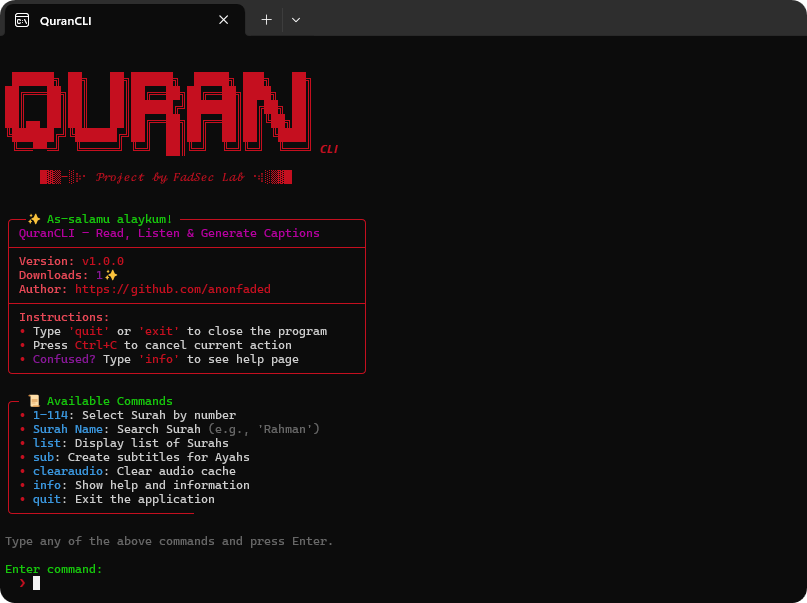 QuranCLI
QURAN CLI
Project by FadSec Lab
✨ As-salamu alaykum!
QuranCLI – Read, Listen & Generate Captions
Version: v1.0.0
Downloads: 1✨
Author: https://github.com/anonfaded
Instructions:
• Type 'quit' or 'exit' to close the program
• Press Ctrl+C to cancel current action
• Confused? Type 'info' to see help page
📜 Available Commands
• 1-114: Select Surah by number
• Surah Name: Search Surah (e.g., 'Rahman')
• list: Display list of Surahs
• sub: Create subtitles for Ayahs
• clearaudio: Clear audio cache
• info: Show help and information
• quit: Exit the application
Type any of the above commands and press Enter.
Enter command:
❯